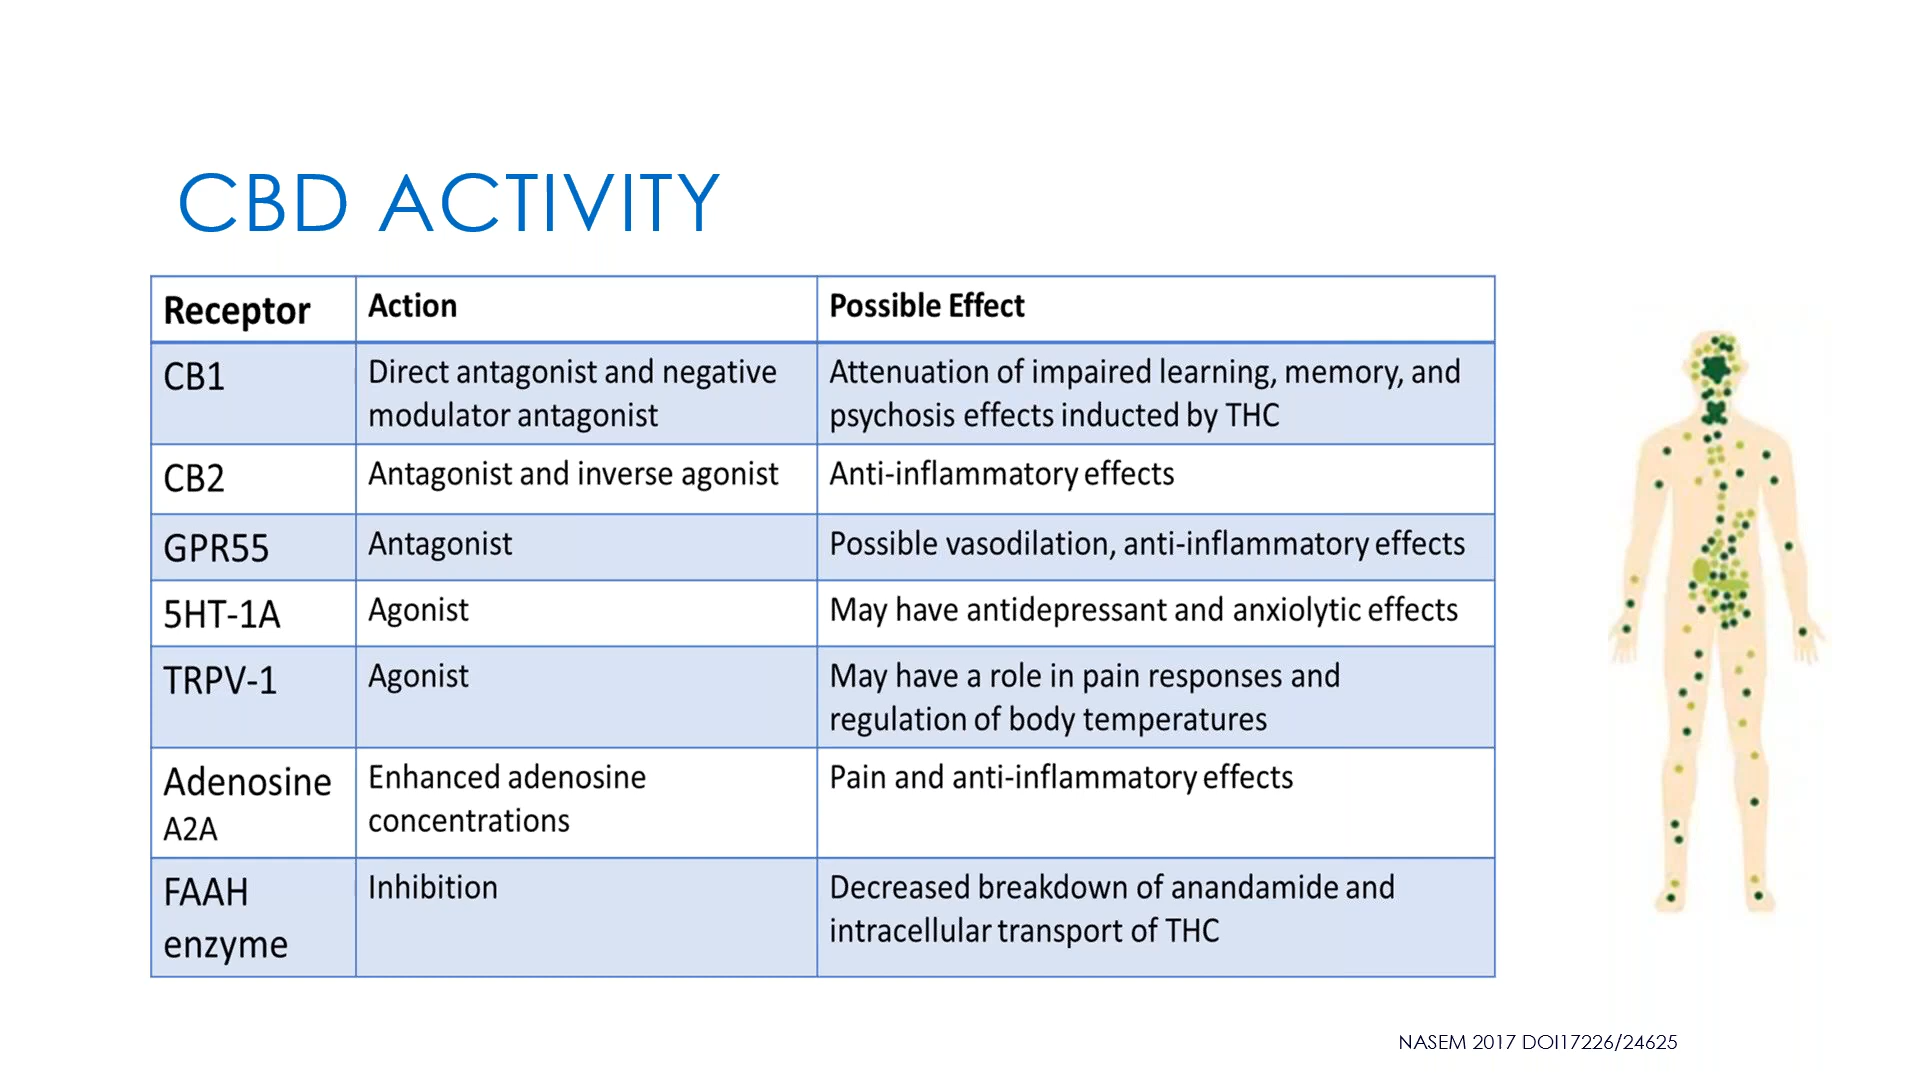 CBD ACTIVITY
Receptor
Action
Possible Effect
CB1
Direct antagonist and negative
modulator antagonist
Attenuation of impaired learning, memory, and
psychosis effects inducted by THC
CB2
Antagonist and inverse agonist
Anti-inflammatory effects
GPR55
Antagonist
Possible vasodilation, anti-inflammatory effects
5HT-1A
Agonist
May have antidepressant and anxiolytic effects
TRPV-1
Agonist
May have a role in pain responses and
regulation of body temperatures
Adenosine
A2A
Enhanced adenosine
concentrations
Pain and anti-inflammatory effects
FAAH
enzyme
Inhibition
Decreased breakdown of anandamide and
intracellular transport of THC
NASEM 2017 DOI17226/24625